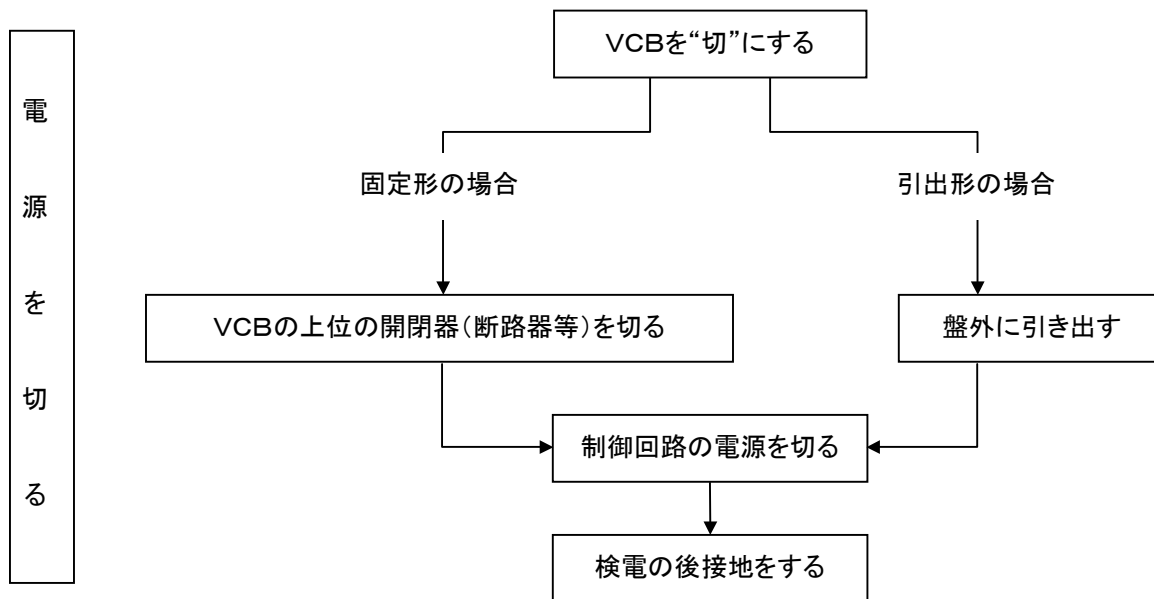 電源を切る
VCBを“切”にする
固定形の場合
引出形の場合
VCBの上位の開閉器(断路器等)を切る
盤外に引き出す
制御回路の電源を切る
検電の後接地をする